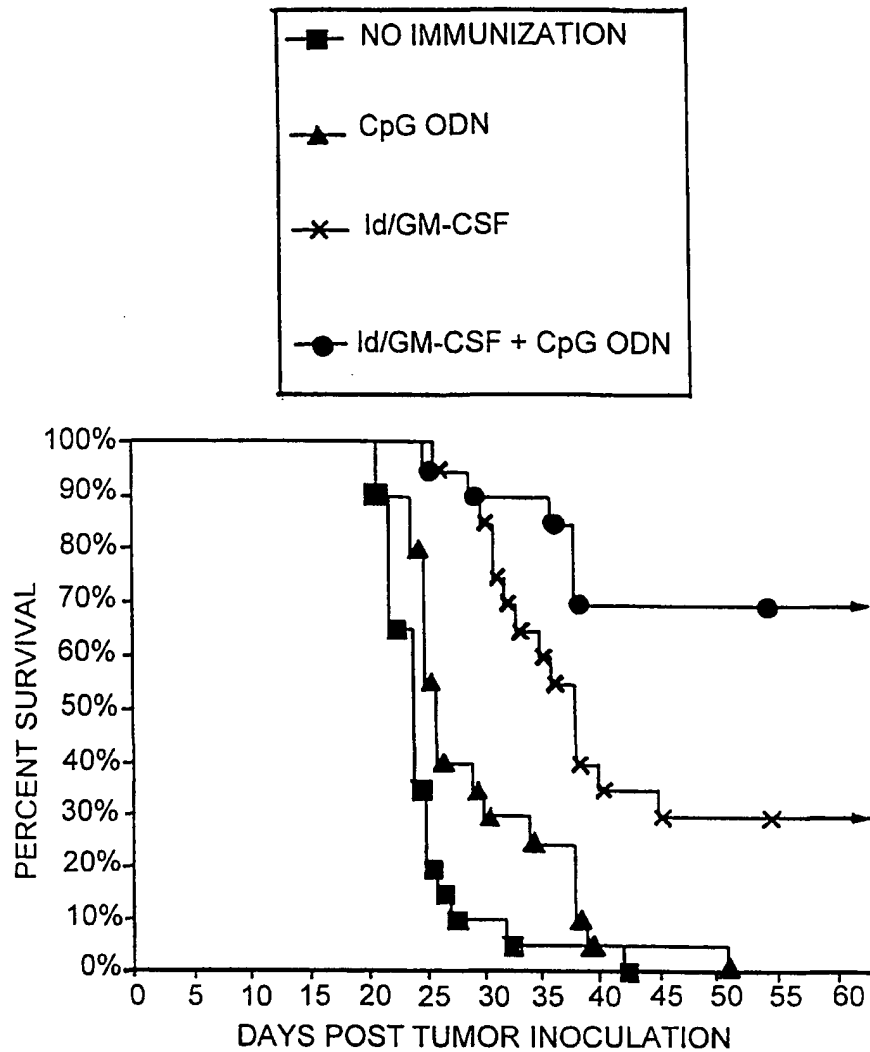 NO IMMUNIZATION
CpG ODN
Id/GM-CSF
Id/GM-CSF + CpG ODN
100%
90%
80%
70%
60%
50%
40%
30%
20%
10%
0%
PERCENT SURVIVAL
0 5 10 15 20 25 30 35 40 45 50 55 60
DAYS POST TUMOR INOCULATION